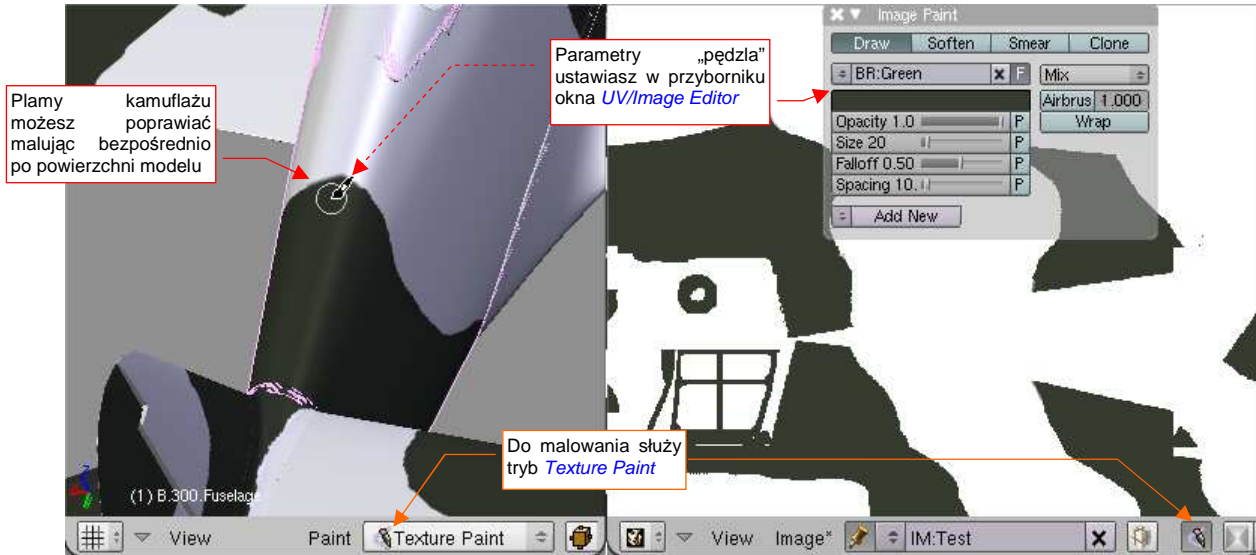 Plamy kamuflażu
możesz poprawiać
malując bezpośrednio
po powierzchni modelu
Parametry „pędzla”
ustawiasz w przyborniku
okna UV/Image Editor
Image Paint
Draw Soften Smear Clone
BR:Green F Mix
Airbrus 1.000
Opacity 1.0 P Wrap
Size 20 P
Falloff 0.50 P
Spacing 10. P
Add New
Do malowania służy
tryb Texture Paint
(1) B.300.Fuselage
View Paint Texture Paint
View Image* IM:Test